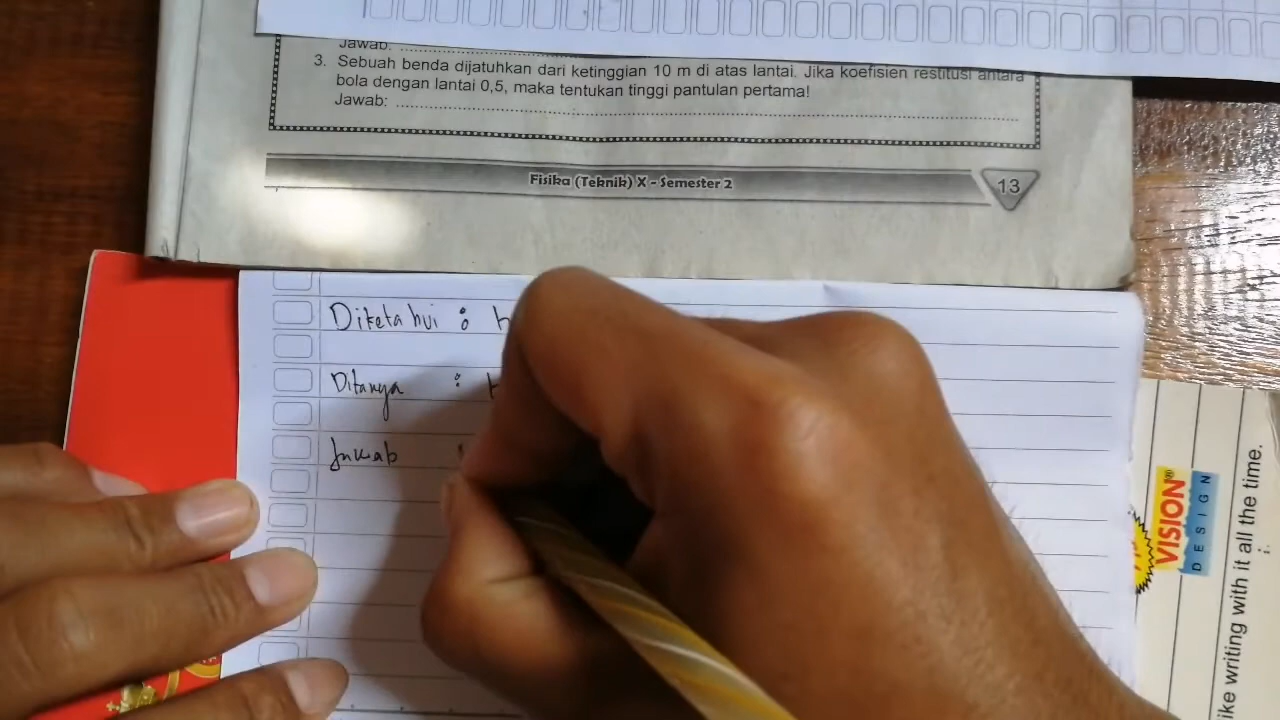 Jawab: ........................
3. Sebuah benda dijatuhkan dari ketinggian 10 m di atas lantai. Jika koefisien restitusi antara
bola dengan lantai 0,5, maka tentukan tinggi pantulan pertama!
Jawab: ........................
Fisika (Teknik) X - Semester 2
13
Diketahui : h
Ditanya : h
Jawab :
VISION
DESIGN
ike writing with it all the time.